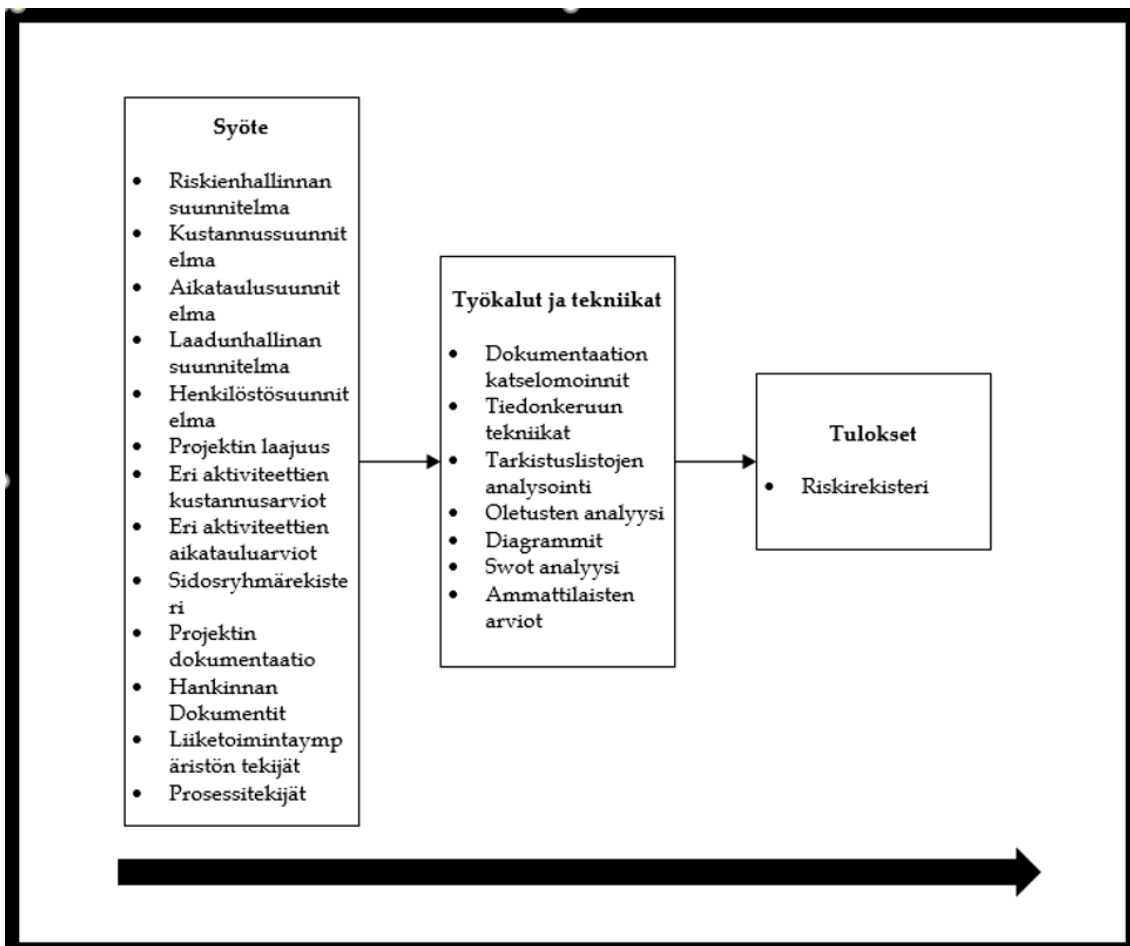 Syöte
• Riskienhallinnan
suunnitelma
• Kustannussuunnit
elma
• Aikataulusuunnit
elma
• Laadunhallinan
suunnitelma
• Henkilöstösuunnit
elma
• Projektin laajuus
• Eri aktiviteettien
kustannusarviot
• Eri aktiviteettien
aikatauluarviot
• Sidosryhmärekiste
ri
• Projektin
dokumentaatio
• Hankinnan
Dokumentit
• Liiketoimintaymp
äristön tekijät
• Prosessitekijät
Työkalut ja tekniikat
• Dokumentaation
katselomoinnit
• Tiedonkeruun
tekniikat
• Tarkistuslistojen
analysointi
• Oletusten analyysi
• Diagrammit
• Swot analyysi
• Ammattilaisten
arviot
Tulokset
• Riskirekisteri